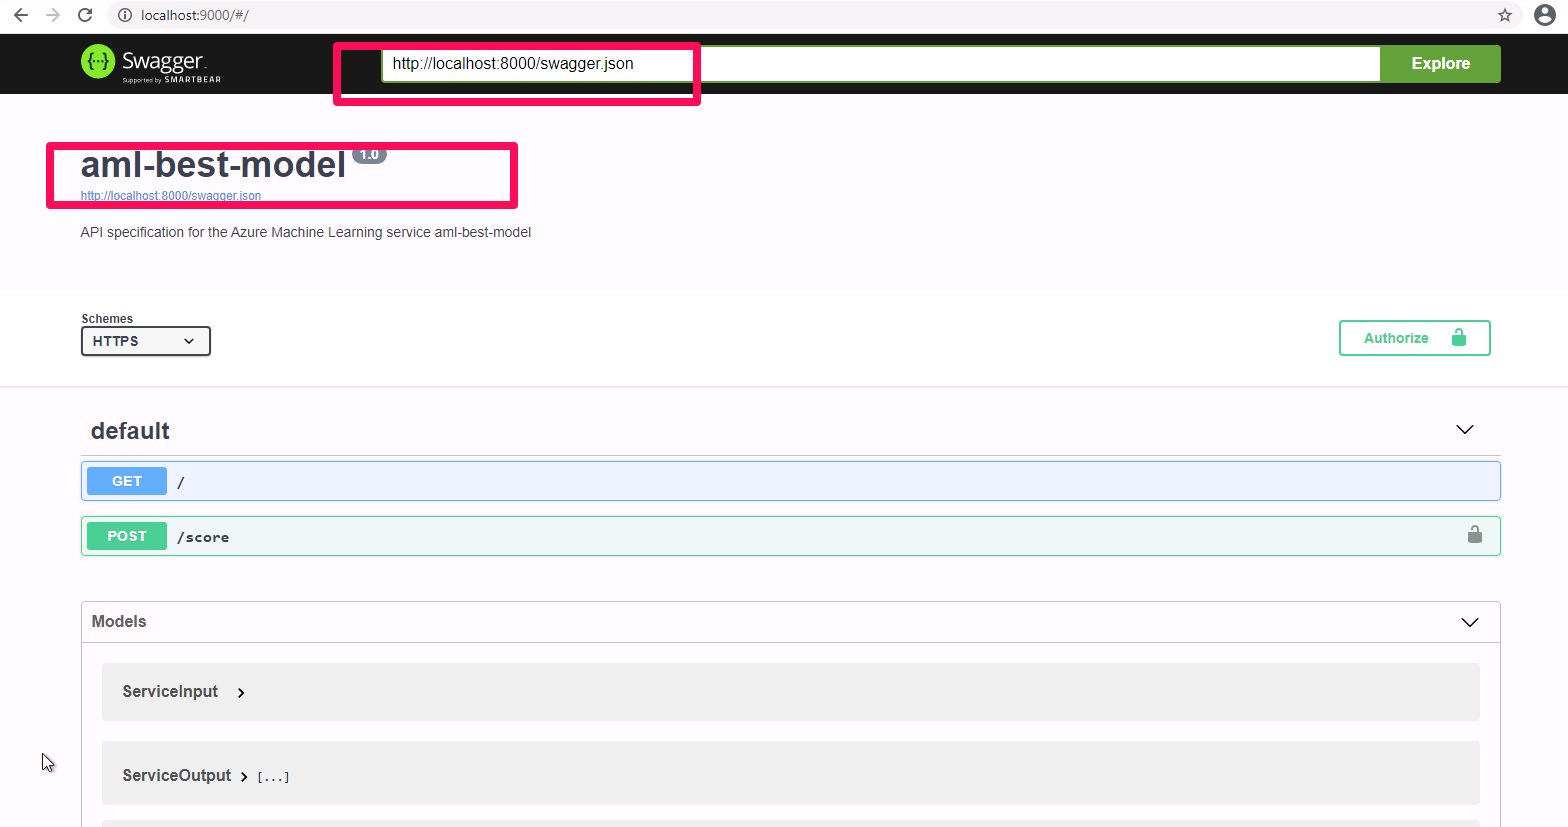 localhost:9000/#/
Swagger
Supported by SMARTBEAR
http://localhost:8000/swagger.json
Explore
aml-best-model 1.0
http://localhost:8000/swagger.json
API specification for the Azure Machine Learning service aml-best-model
Schemes
HTTPS
Authorize
default
GET /
POST /score
Models
ServiceInput
ServiceOutput [...]